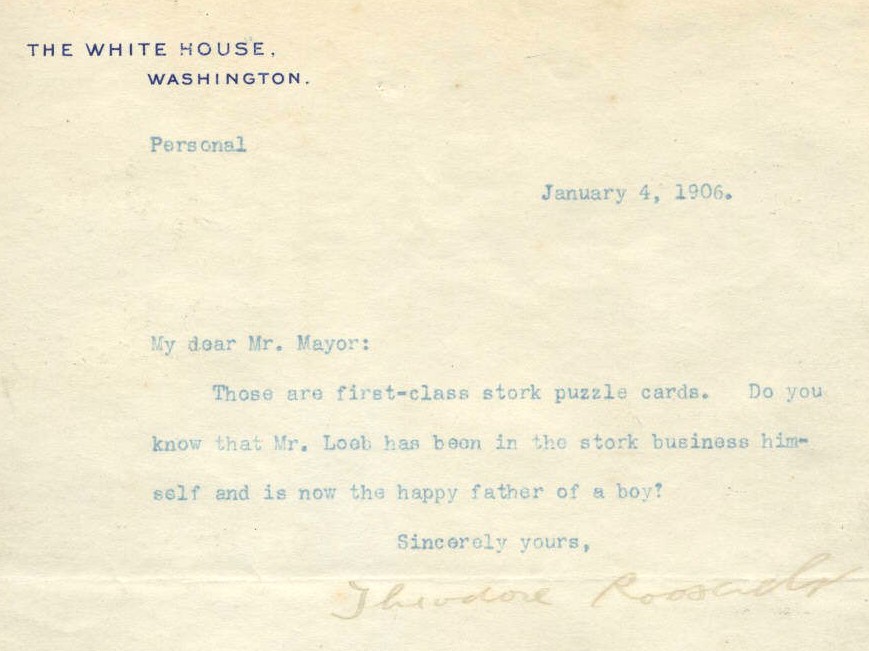 THE WHITE HOUSE,
WASHINGTON.
Personal
January 4, 1906.
My dear Mr. Mayor:
Those are first-class stork puzzle cards. Do you
know that Mr. Loeb has been in the stork business him-
self and is now the happy father of a boy?
Sincerely yours,
Theodore Roosevelt